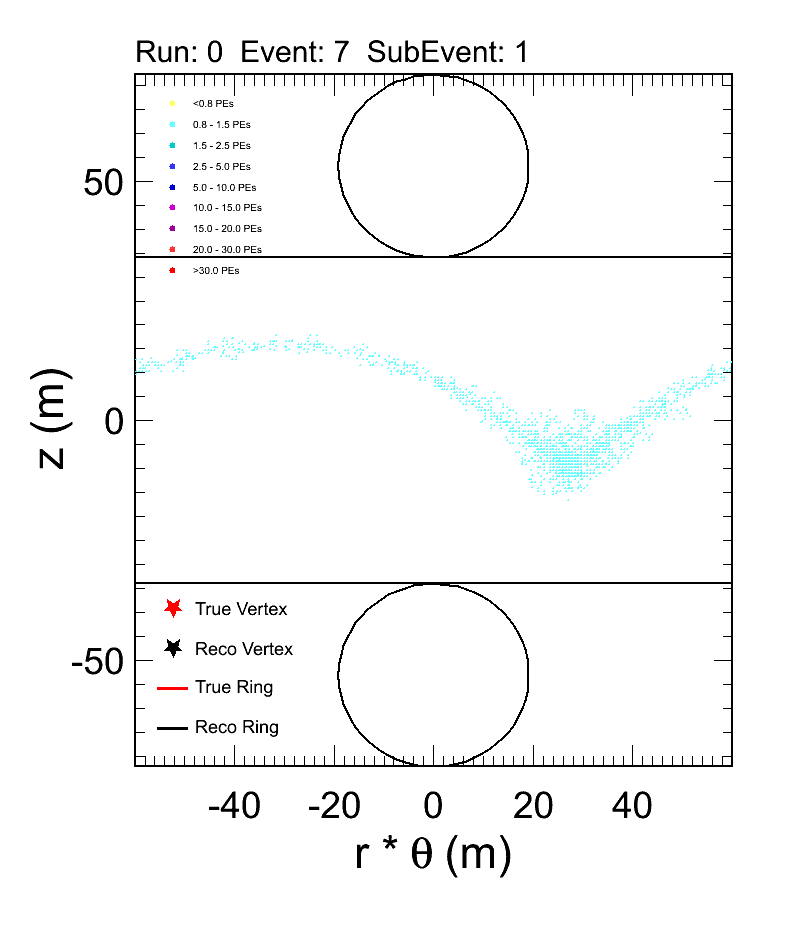 Run: 0  Event: 7  SubEvent: 1
<0.8 PEs
0.8 - 1.5 PEs
1.5 - 2.5 PEs
2.5 - 5.0 PEs
5.0 - 10.0 PEs
10.0 - 15.0 PEs
15.0 - 20.0 PEs
20.0 - 30.0 PEs
>30.0 PEs
50
0
-50
z (m)
True Vertex
Reco Vertex
True Ring
Reco Ring
-40 -20 0 20 40
r * θ (m)